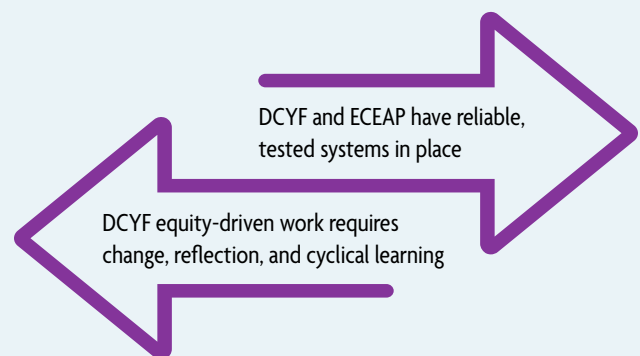 DCYF and ECEAP have reliable,
tested systems in place
DCYF equity-driven work requires
change, reflection, and cyclical learning